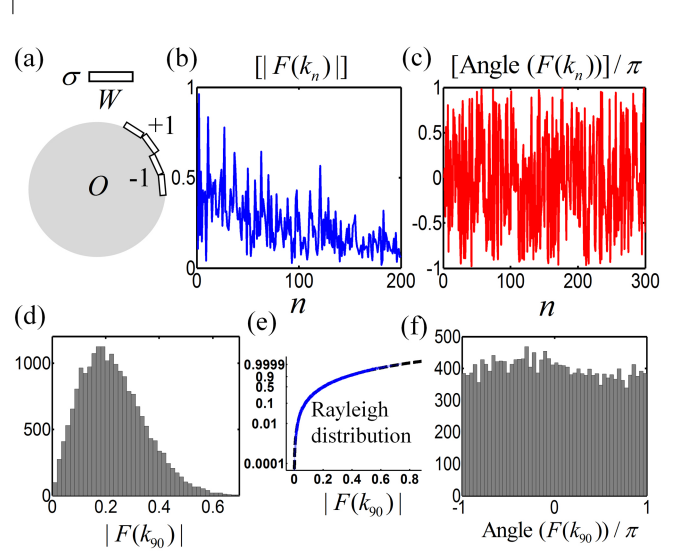 (a)
σ
W
+1
-1
O
(b)
[| F(kₙ) |]
1
0.5
0
0
100
200
n
(c)
[Angle (F(kₙ))] / π
1
0.5
0
-0.5
-1
0
100
200
300
n
(d)
1000
500
0
0
0.2
0.4
0.6
| F(k₉₀) |
(e)
0.9999
0.9
0.5
0.1
0.01
0.0001
Rayleigh
distribution
0
0.2
0.4
0.6
0.8
| F(k₉₀) |
(f)
500
400
300
200
100
0
-1
0
1
Angle (F(k₉₀)) / π